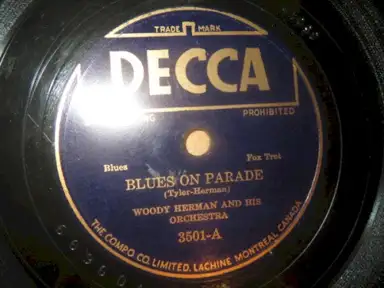 TRADE MARK
DECCA
PROHIBITED
Blues
Fox Trot
BLUES ON PARADE
(Tyler-Herman)
WOODY HERMAN AND HIS
ORCHESTRA
3501-A
THE COMPO CO. LIMITED, LACHINE MONTREAL, CANADA